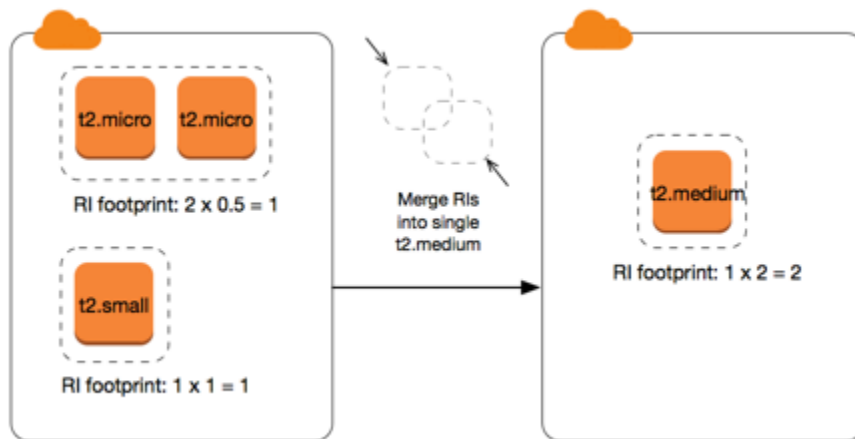 t2.micro
t2.micro
RI footprint: 2 x 0.5 = 1
t2.small
RI footprint: 1 x 1 = 1
Merge RIs
into single
t2.medium
t2.medium
RI footprint: 1 x 2 = 2